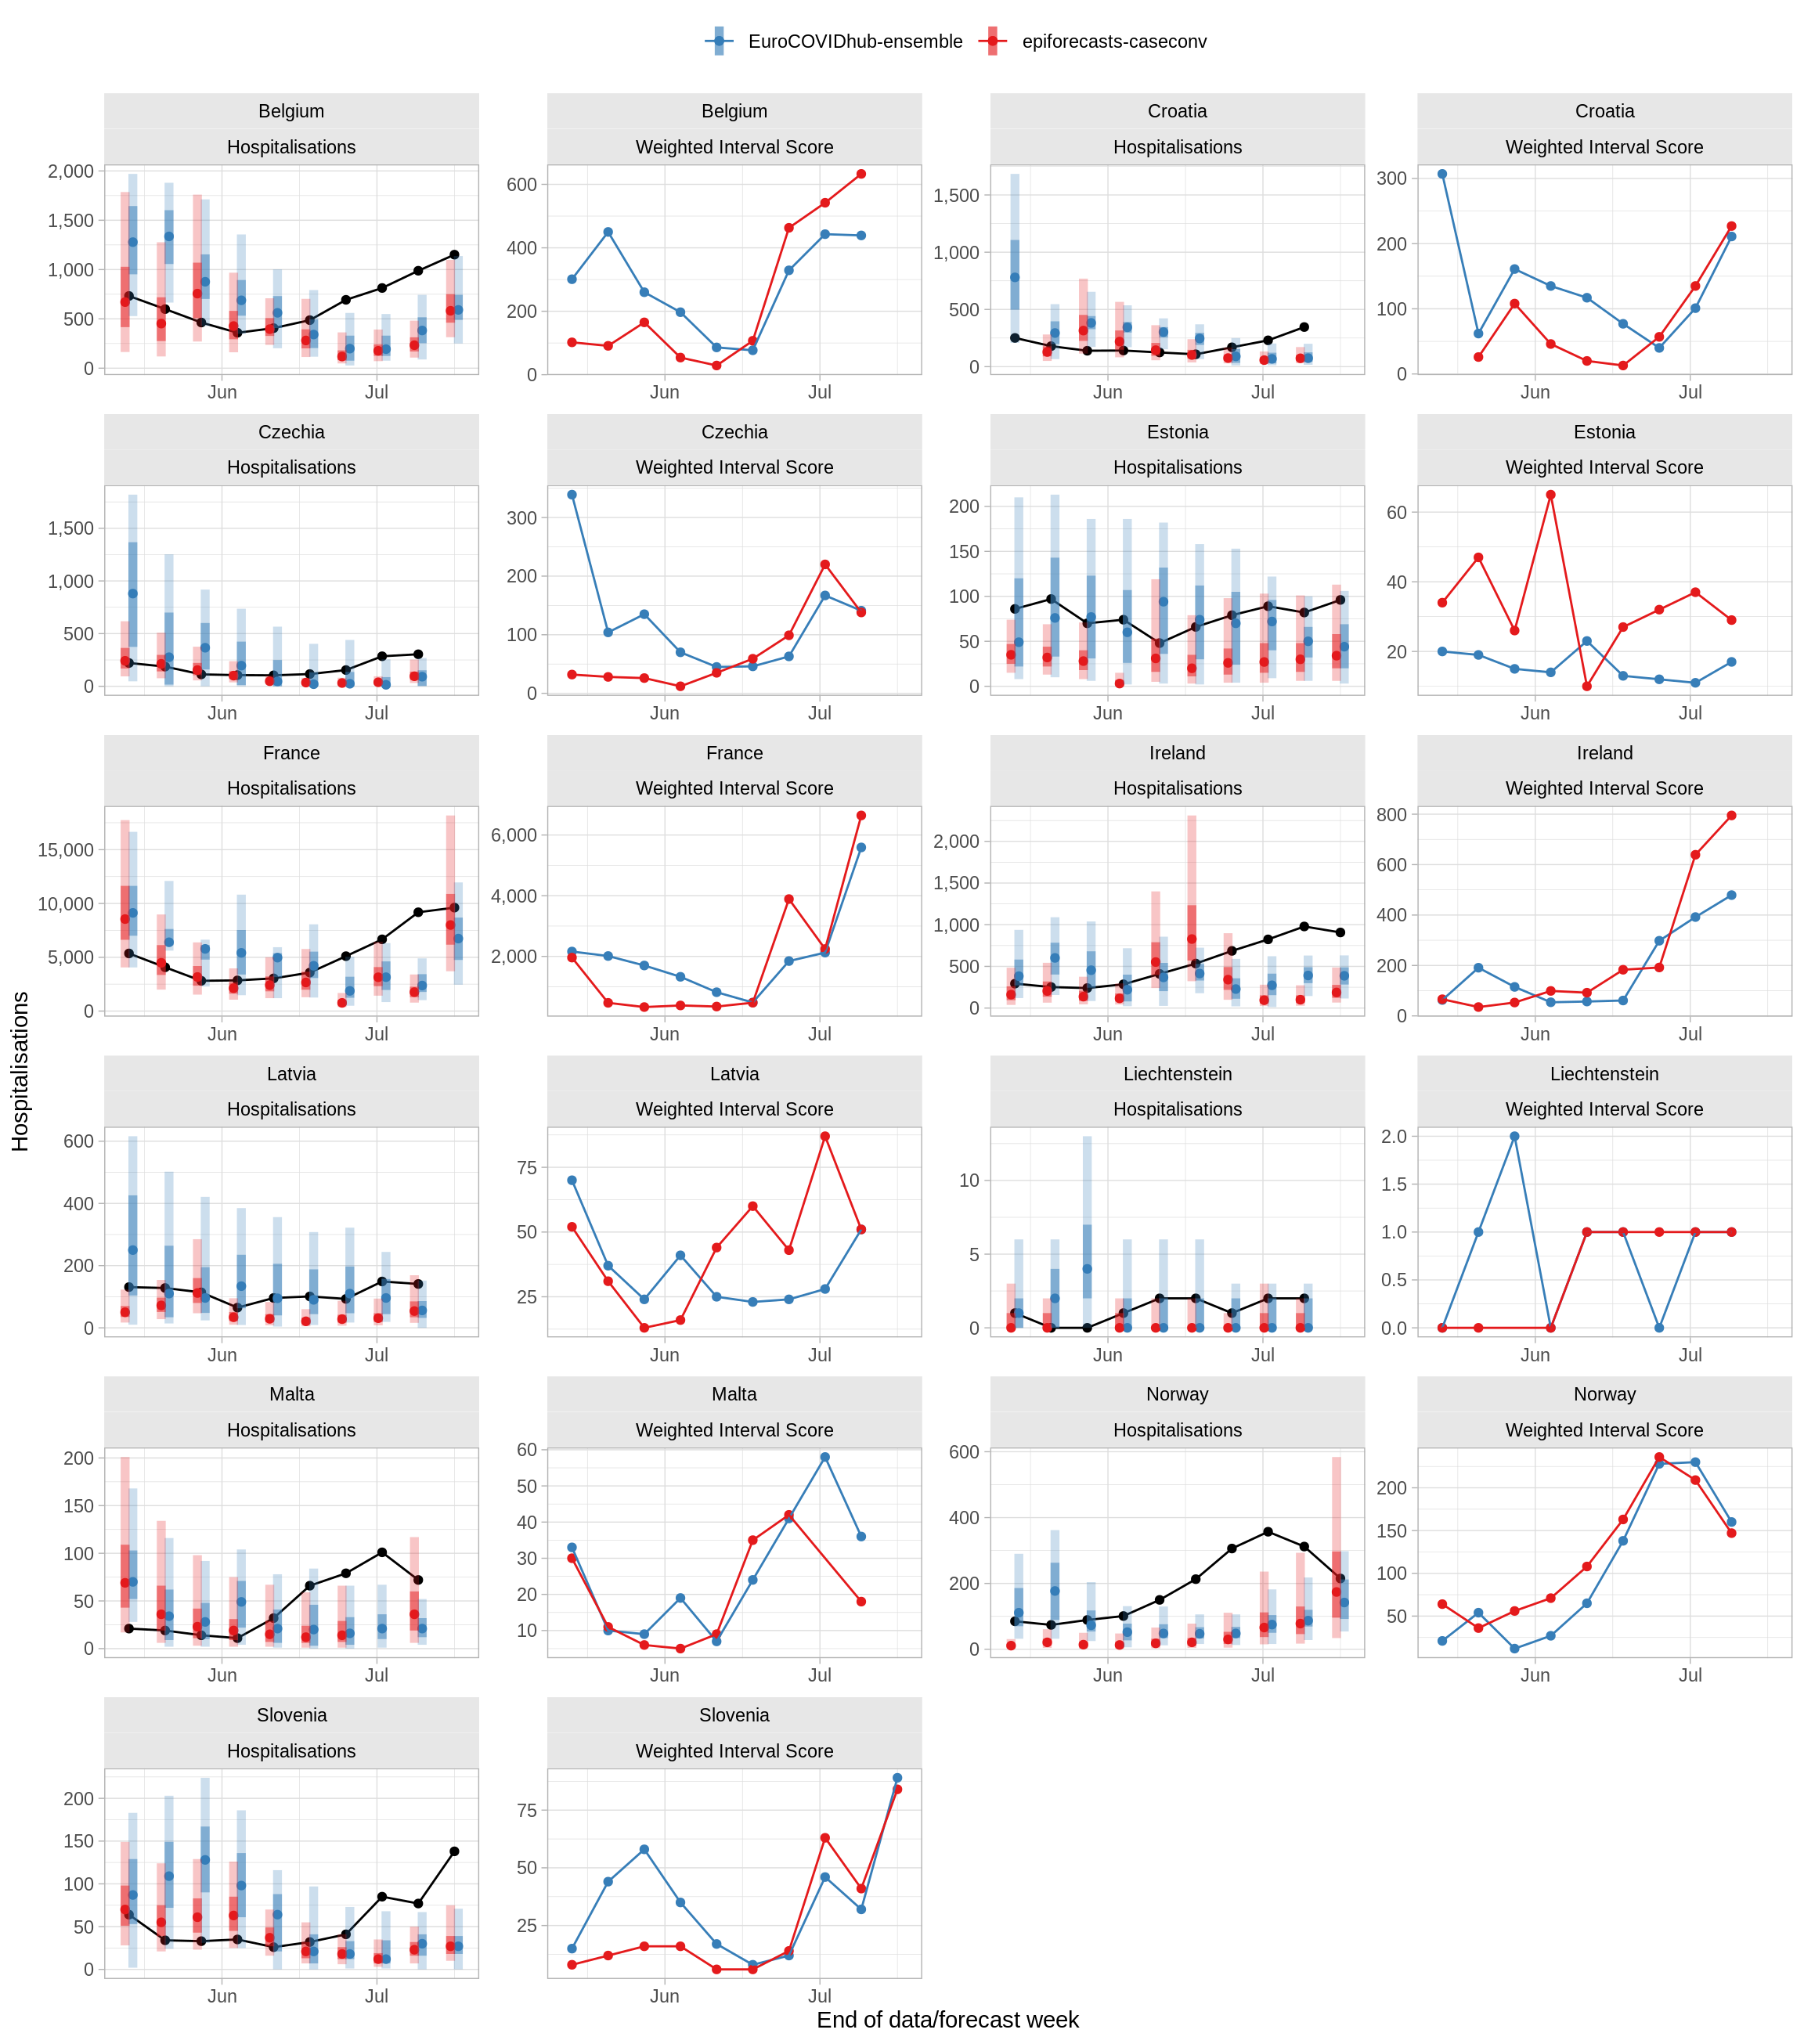 EuroCOVIDhub-ensemble epiforecasts-caseconv
Belgium Belgium Croatia Croatia
Hospitalisations Weighted Interval Score Hospitalisations Weighted Interval Score
2,000
1,500
1,000
500
0
Jun Jul
600
400
200
0
Jun Jul
1,500
1,000
500
0
Jun Jul
300
200
100
0
Jun Jul
Czechia Czechia Estonia Estonia
Hospitalisations Weighted Interval Score Hospitalisations Weighted Interval Score
1,500
1,000
500
0
Jun Jul
300
200
100
0
Jun Jul
200
150
100
50
0
Jun Jul
60
40
20
Jun Jul
France France Ireland Ireland
Hospitalisations Weighted Interval Score Hospitalisations Weighted Interval Score
15,000
10,000
5,000
0
Jun Jul
6,000
4,000
2,000
Jun Jul
2,000
1,500
1,000
500
0
Jun Jul
800
600
400
200
0
Jun Jul
Hospitalisations
Latvia Latvia Liechtenstein Liechtenstein
Hospitalisations Weighted Interval Score Hospitalisations Weighted Interval Score
600
400
200
0
Jun Jul
75
50
25
Jun Jul
10
5
0
Jun Jul
2.0
1.5
1.0
0.5
0.0
Jun Jul
Malta Malta Norway Norway
Hospitalisations Weighted Interval Score Hospitalisations Weighted Interval Score
200
150
100
50
0
Jun Jul
60
50
40
30
20
10
Jun Jul
600
400
200
0
Jun Jul
200
150
100
50
Jun Jul
Slovenia Slovenia
Hospitalisations Weighted Interval Score
200
150
100
50
0
Jun Jul
75
50
25
Jun Jul
End of data/forecast week